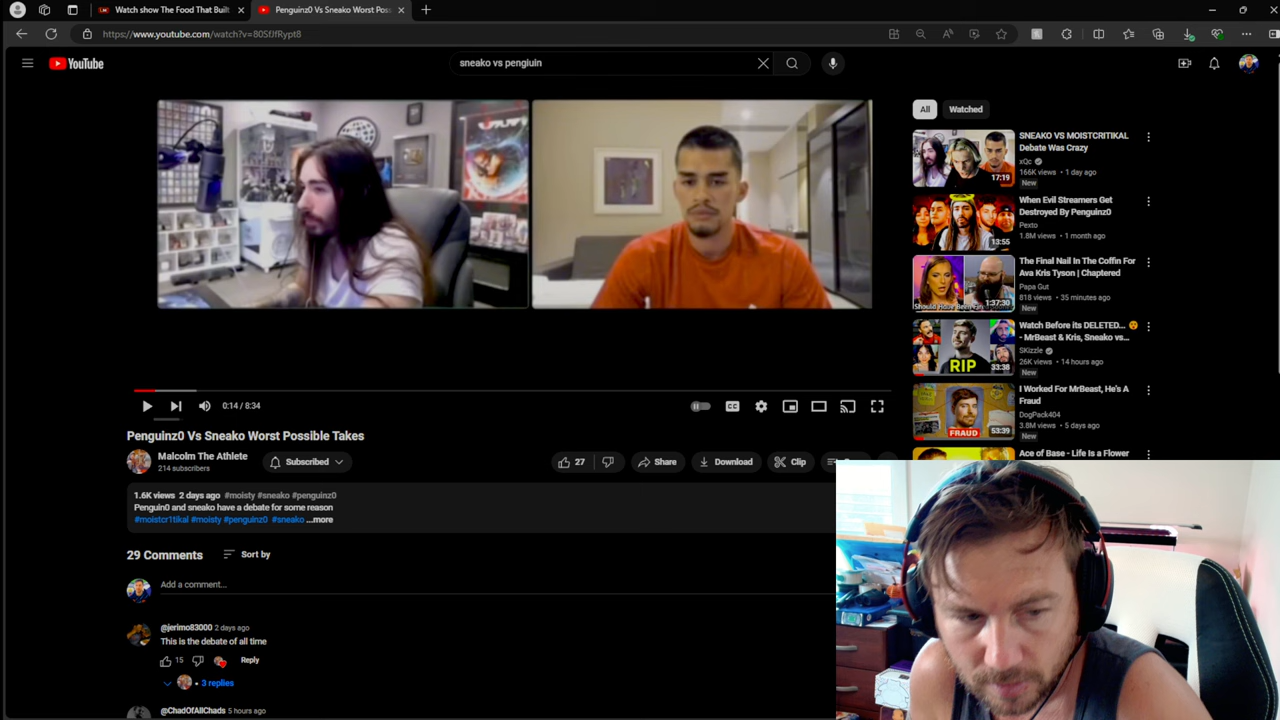 Watch show The Food That Built
Penguinz0 Vs Sneako Worst Pos
https://www.youtube.com/watch?v=80SfJfRypt8
YouTube
sneako vs pengiuin
All
Watched
SNEAKO VS MOISTCRITIKAL
Debate Was Crazy
xQc
166K views • 1 day ago
New
17:19
When Evil Streamers Get
Destroyed By Penguinz0
Pexto
1.8M views • 1 month ago
13:55
The Final Nail In The Coffin For
Ava Kris Tyson | Chaptered
Papa Gut
818 views • 35 minutes ago
New
1:37:30
Watch Before its DELETED... 😲
- MrBeast & Kris, Sneako vs...
SKizzle
26K views • 14 hours ago
New
RIP
33:38
I Worked For MrBeast, He's A
Fraud
DogPack404
3.8M views • 5 days ago
New
FRAUD
53:39
Ace of Base - Life Is a Flower
0:14 / 8:34
CC
Penguinz0 Vs Sneako Worst Possible Takes
Malcolm The Athlete
214 subscribers
Subscribed
27
Share
Download
Clip
1.6K views 2 days ago #moisty #sneako #penguinz0
Penguin0 and sneako have a debate for some reason
#moistcr1tikal #moisty #penguinz0 #sneako ...more
29 Comments
Sort by
Add a comment...
@jerimo83000 2 days ago
This is the debate of all time
15
Reply
• 3 replies
@ChadOfAllChads 5 hours ago